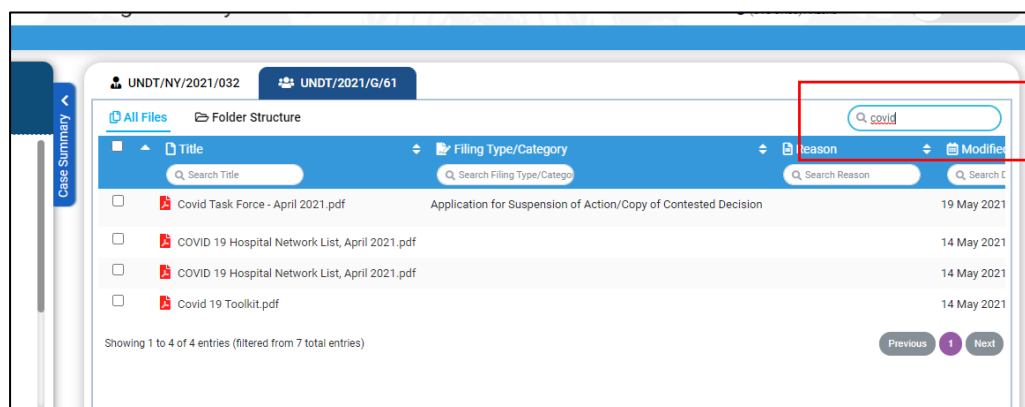 UNDT/NY/2021/032 UNDT/2021/G/61
All Files Folder Structure covid
Case Summary
Title Filing Type/Category Reason Modified
Search Title Search Filing Type/Catego Search Reason Search D
Covid Task Force - April 2021.pdf Application for Suspension of Action/Copy of Contested Decision 19 May 2021
COVID 19 Hospital Network List, April 2021.pdf 14 May 2021
COVID 19 Hospital Network List, April 2021.pdf 14 May 2021
Covid 19 Toolkit.pdf 14 May 2021
Showing 1 to 4 of 4 entries (filtered from 7 total entries) Previous 1 Next